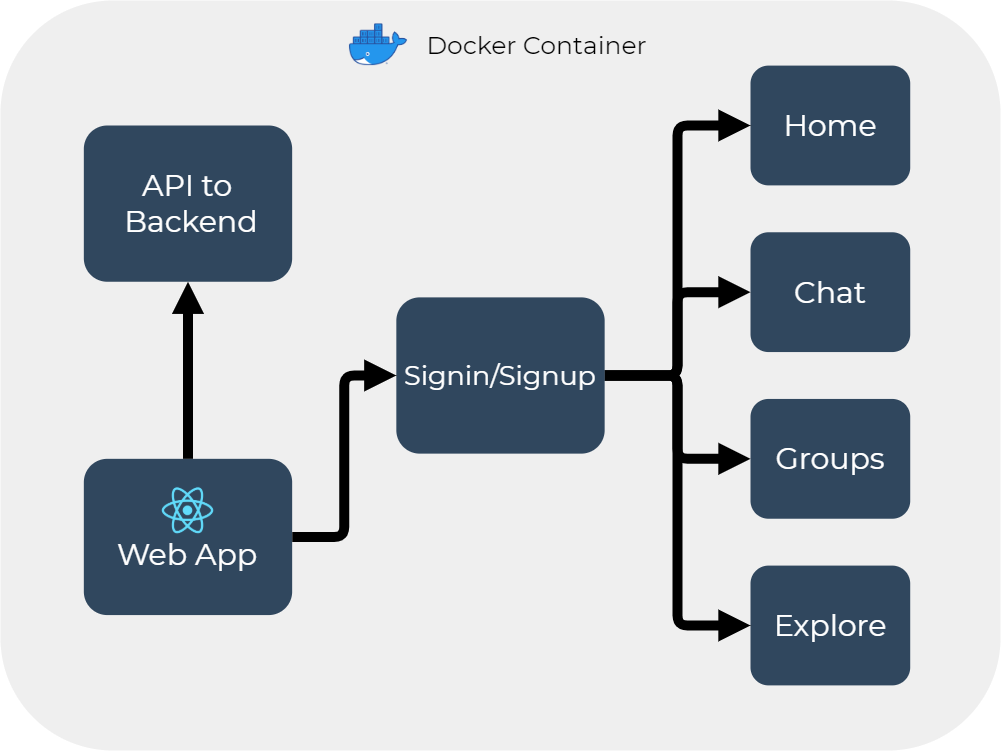 Docker Container
API to
Backend
Web App
Signin/Signup
Home
Chat
Groups
Explore